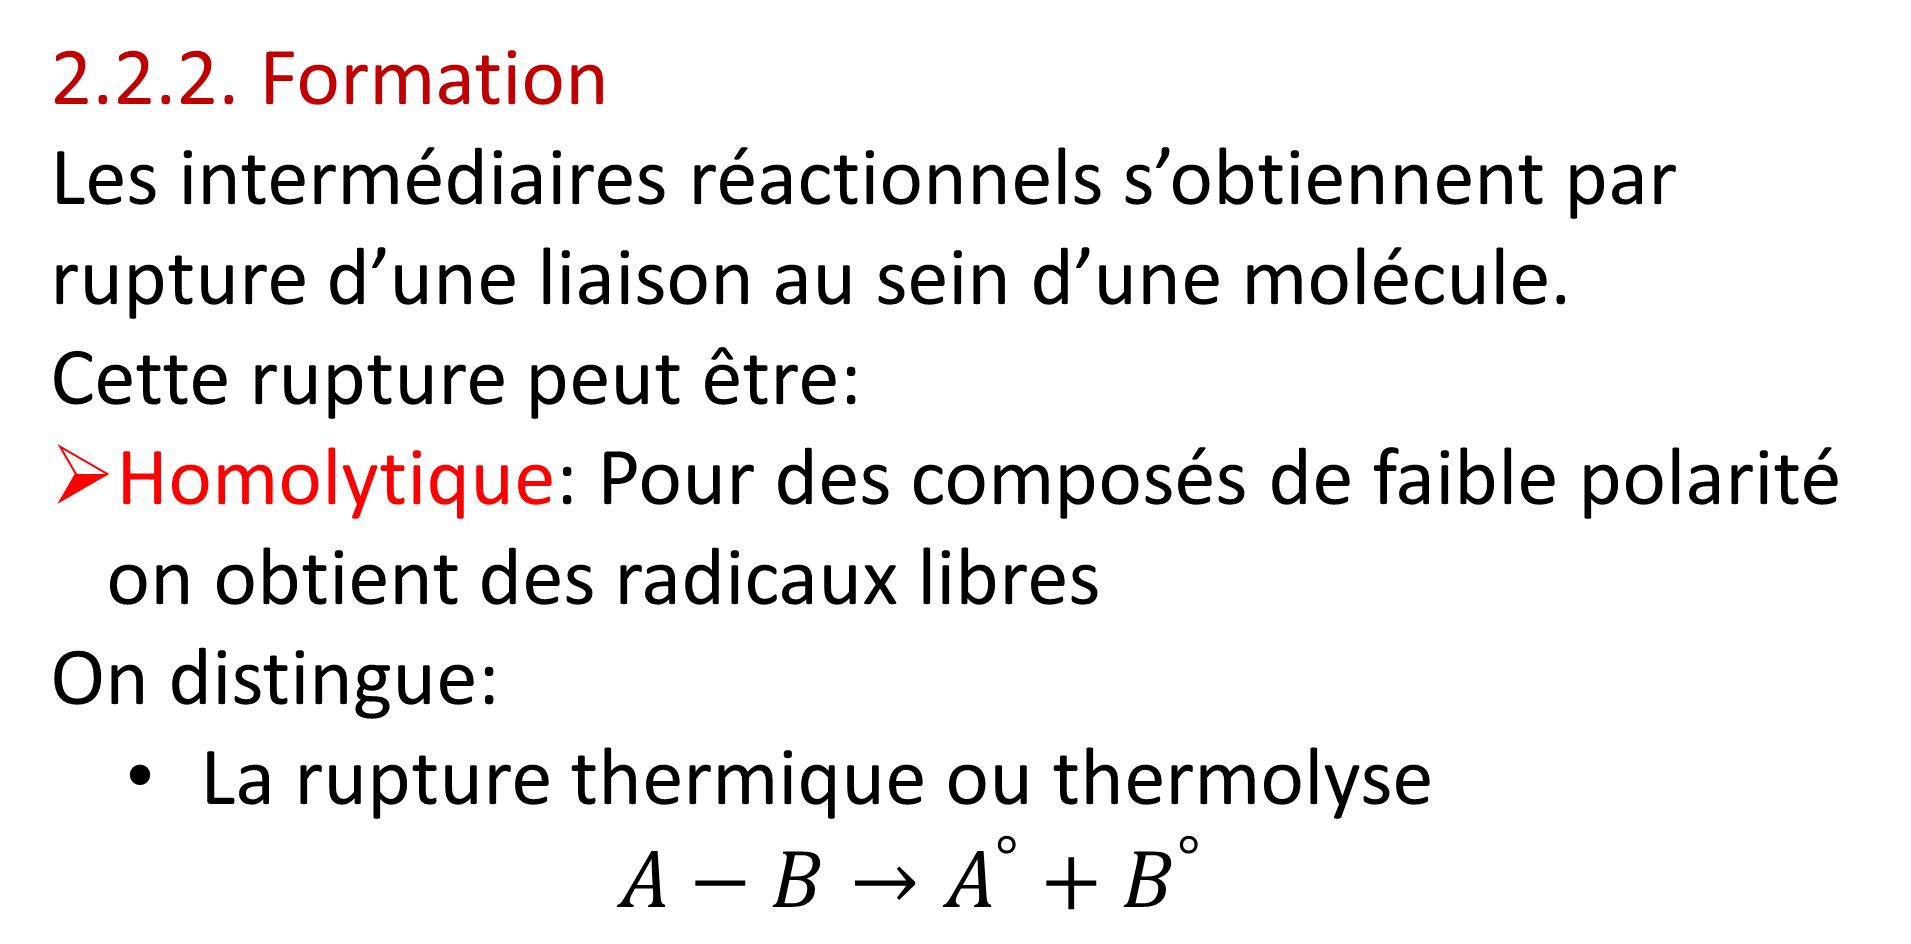 2.2.2. Formation
Les intermédiaires réactionnels s’obtiennent par
rupture d’une liaison au sein d’une molécule.
Cette rupture peut être:
➢Homolytique: Pour des composés de faible polarité
on obtient des radicaux libres
On distingue:
• La rupture thermique ou thermolyse
A − B → A° + B°